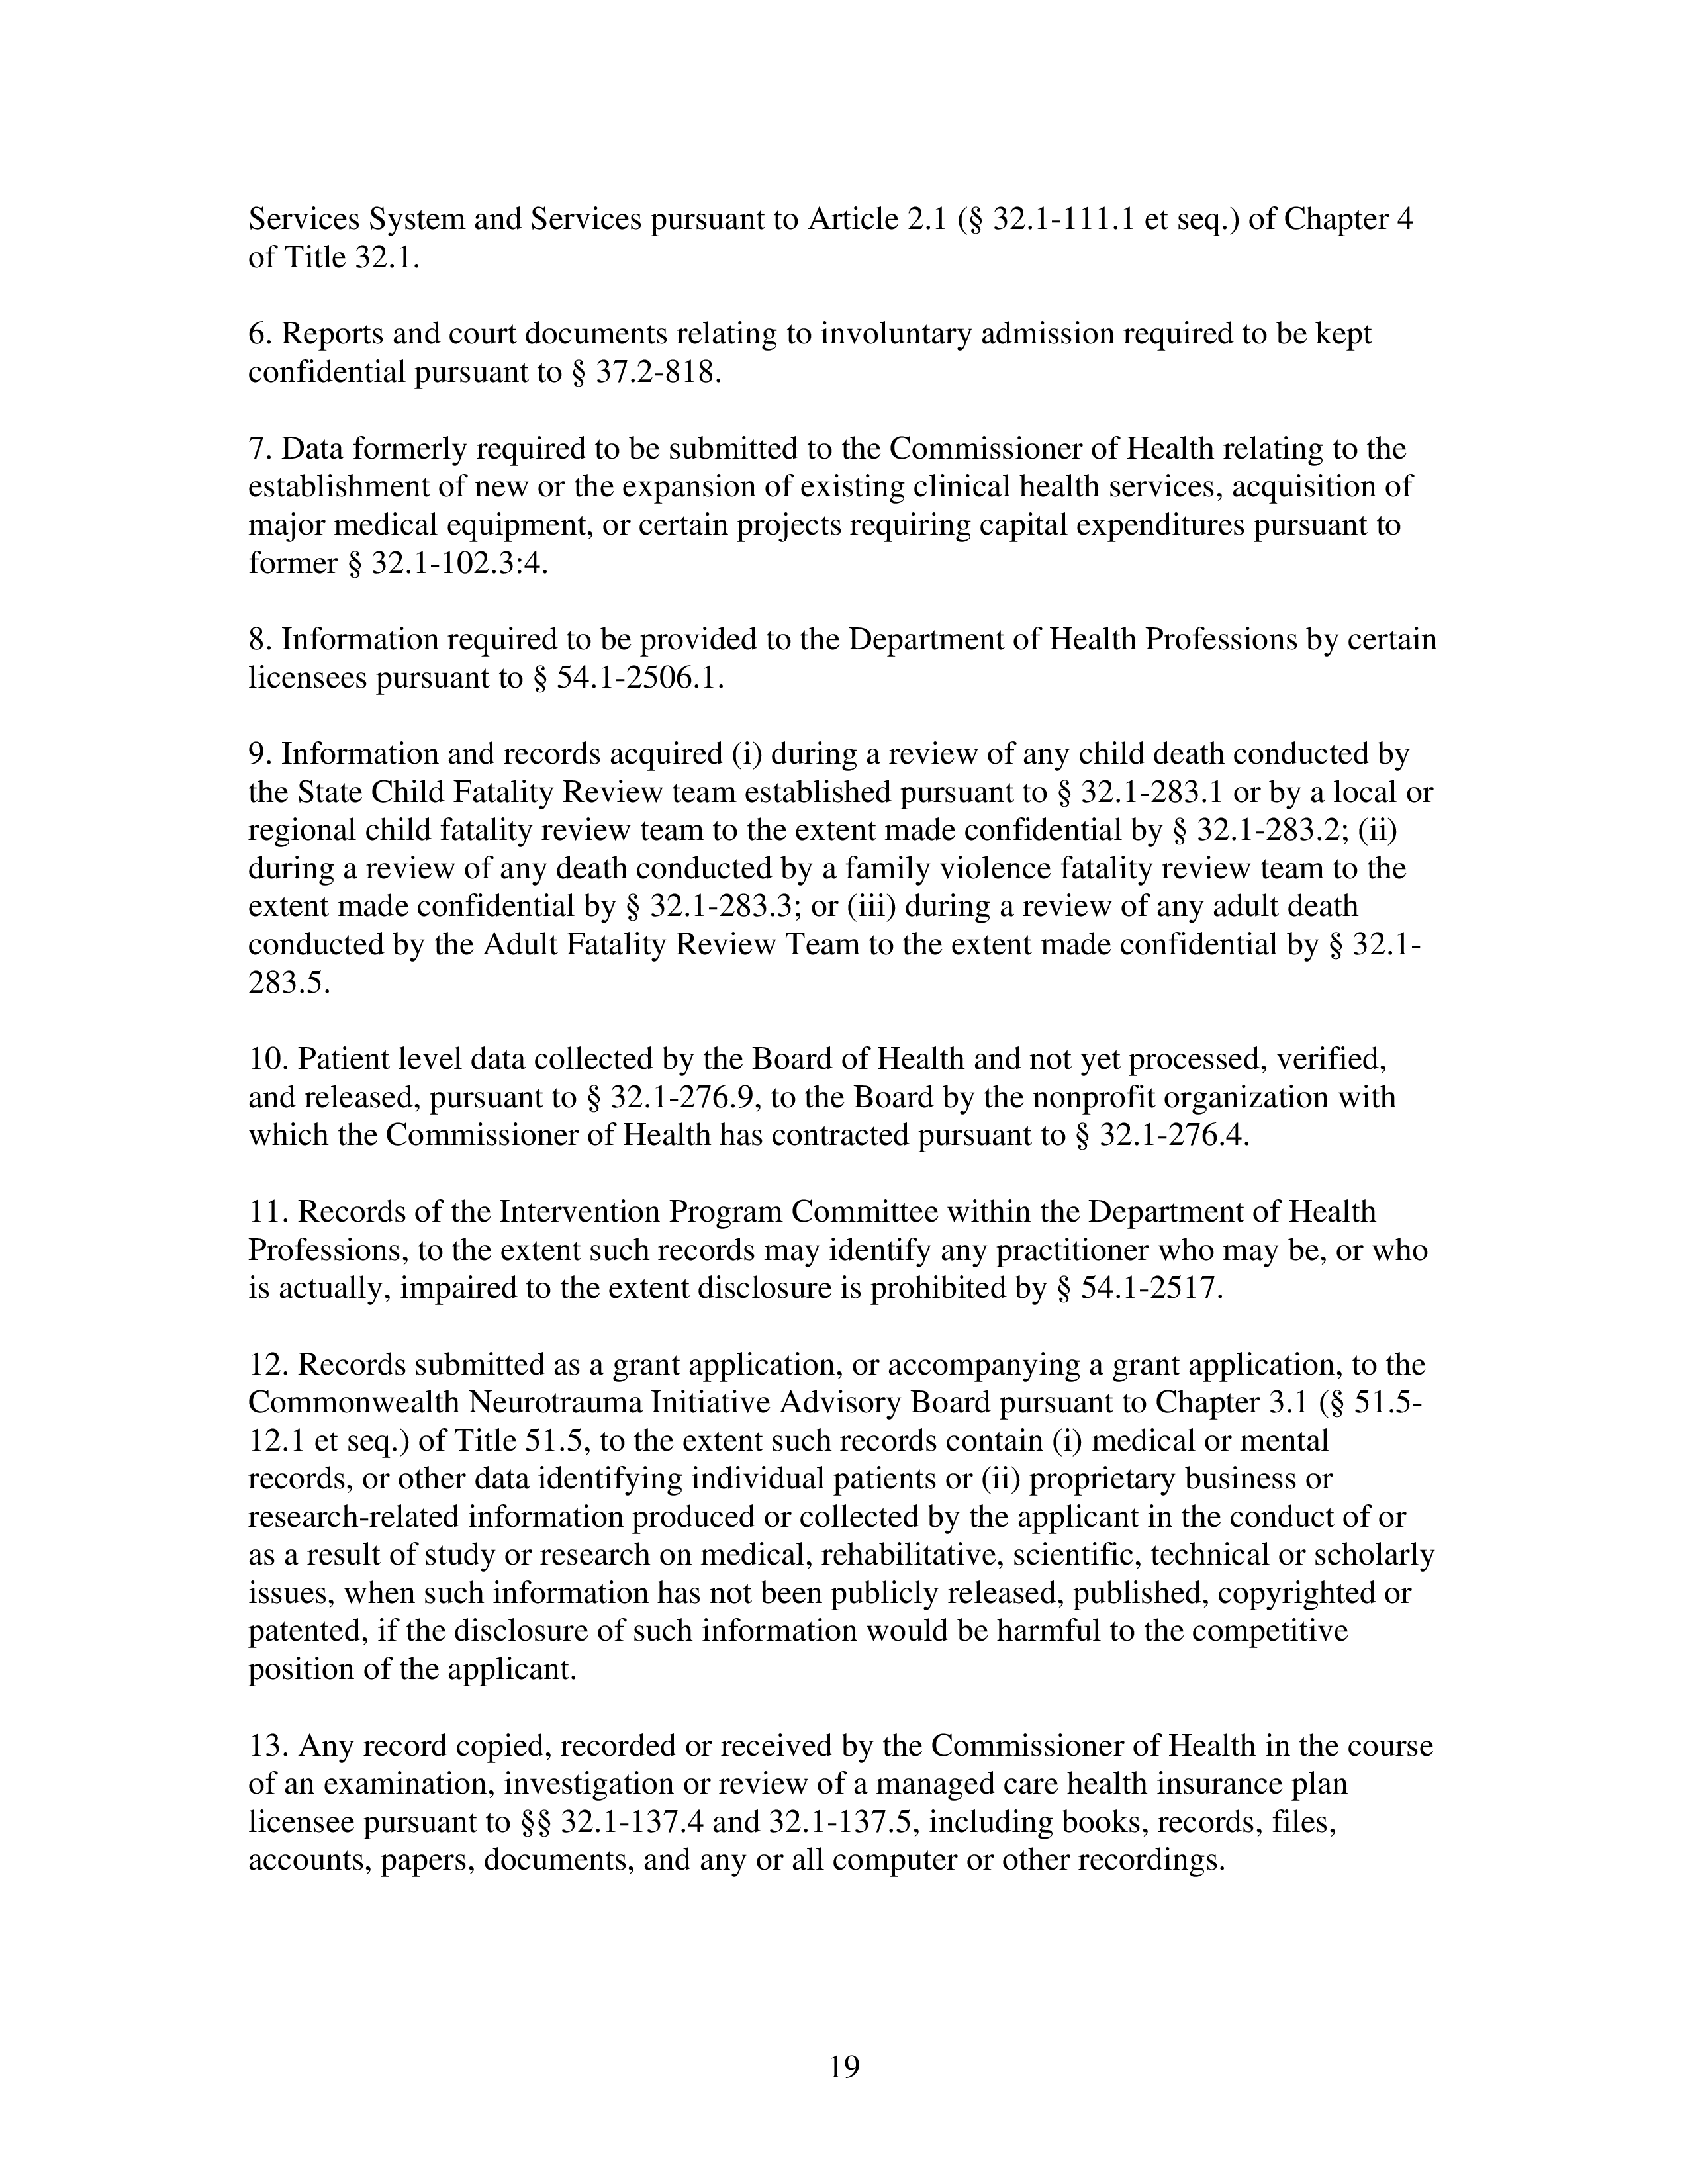 Services System and Services pursuant to Article 2.1 (§ 32.1-111.1 et seq.) of Chapter 4
of Title 32.1.
6. Reports and court documents relating to involuntary admission required to be kept
confidential pursuant to § 37.2-818.
7. Data formerly required to be submitted to the Commissioner of Health relating to the
establishment of new or the expansion of existing clinical health services, acquisition of
major medical equipment, or certain projects requiring capital expenditures pursuant to
former § 32.1-102.3:4.
8. Information required to be provided to the Department of Health Professions by certain
licensees pursuant to § 54.1-2506.1.
9. Information and records acquired (i) during a review of any child death conducted by
the State Child Fatality Review team established pursuant to § 32.1-283.1 or by a local or
regional child fatality review team to the extent made confidential by § 32.1-283.2; (ii)
during a review of any death conducted by a family violence fatality review team to the
extent made confidential by § 32.1-283.3; or (iii) during a review of any adult death
conducted by the Adult Fatality Review Team to the extent made confidential by § 32.1-
283.5.
10. Patient level data collected by the Board of Health and not yet processed, verified,
and released, pursuant to § 32.1-276.9, to the Board by the nonprofit organization with
which the Commissioner of Health has contracted pursuant to § 32.1-276.4.
11. Records of the Intervention Program Committee within the Department of Health
Professions, to the extent such records may identify any practitioner who may be, or who
is actually, impaired to the extent disclosure is prohibited by § 54.1-2517.
12. Records submitted as a grant application, or accompanying a grant application, to the
Commonwealth Neurotrauma Initiative Advisory Board pursuant to Chapter 3.1 (§ 51.5-
12.1 et seq.) of Title 51.5, to the extent such records contain (i) medical or mental
records, or other data identifying individual patients or (ii) proprietary business or
research-related information produced or collected by the applicant in the conduct of or
as a result of study or research on medical, rehabilitative, scientific, technical or scholarly
issues, when such information has not been publicly released, published, copyrighted or
patented, if the disclosure of such information would be harmful to the competitive
position of the applicant.
13. Any record copied, recorded or received by the Commissioner of Health in the course
of an examination, investigation or review of a managed care health insurance plan
licensee pursuant to §§ 32.1-137.4 and 32.1-137.5, including books, records, files,
accounts, papers, documents, and any or all computer or other recordings.
19